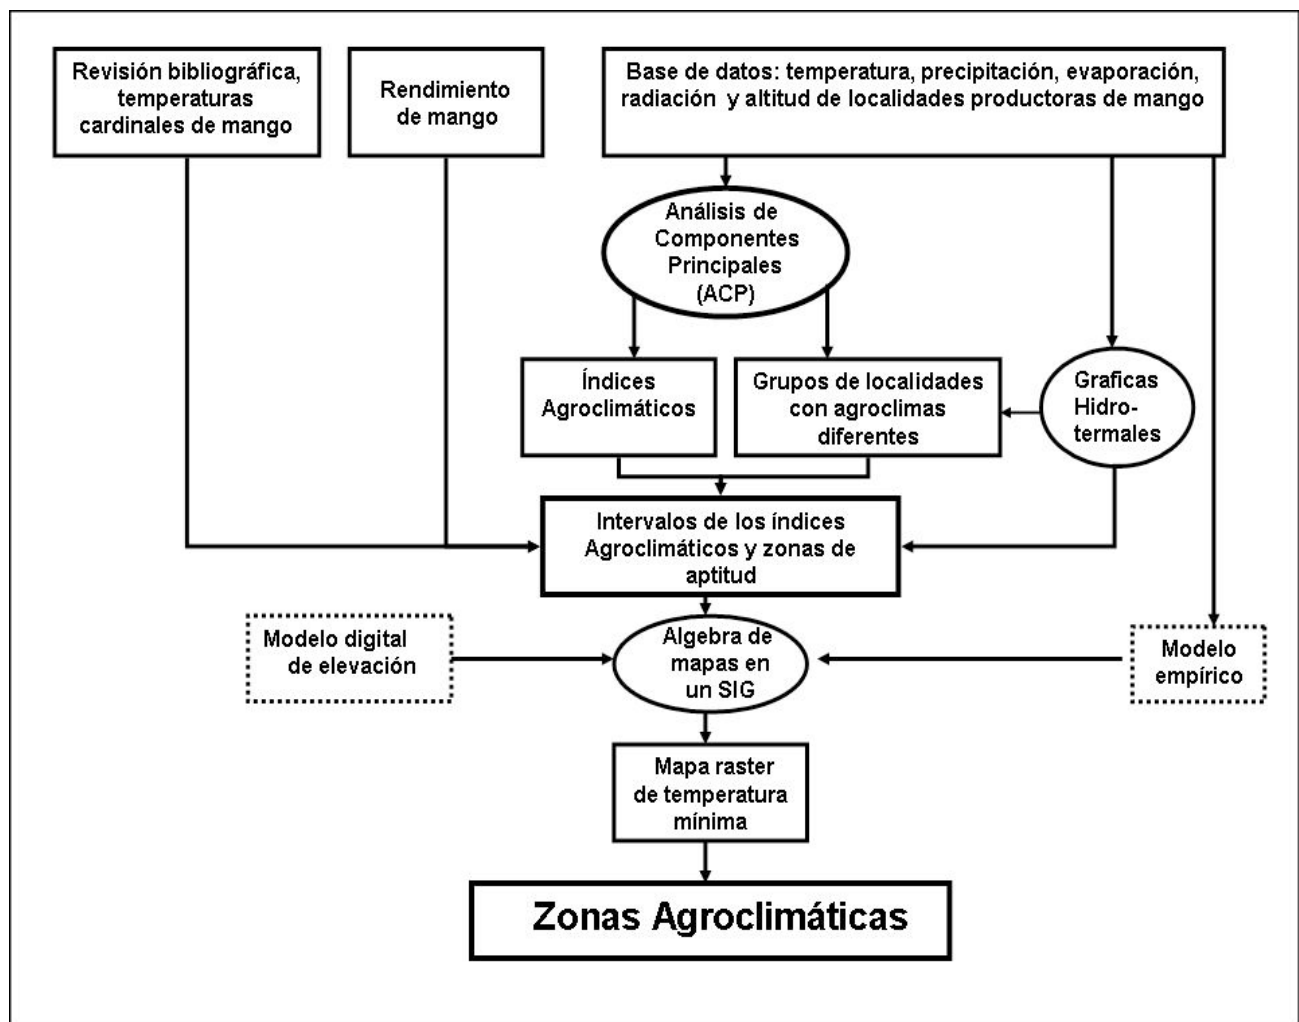 Revisión bibliográfica,
temperaturas
cardinales de mango
Rendimiento
de mango
Base de datos: temperatura, precipitación, evaporación,
radiación y altitud de localidades productoras de mango
Análisis de
Componentes
Principales
(ACP)
Índices
Agroclimáticos
Grupos de localidades
con agroclimas
diferentes
Graficas
Hidro-
termales
Intervalos de los índices
Agroclimáticos y zonas de
aptitud
Modelo digital
de elevación
Algebra de
mapas en
un SIG
Modelo
empírico
Mapa raster
de temperatura
mínima
Zonas Agroclimáticas